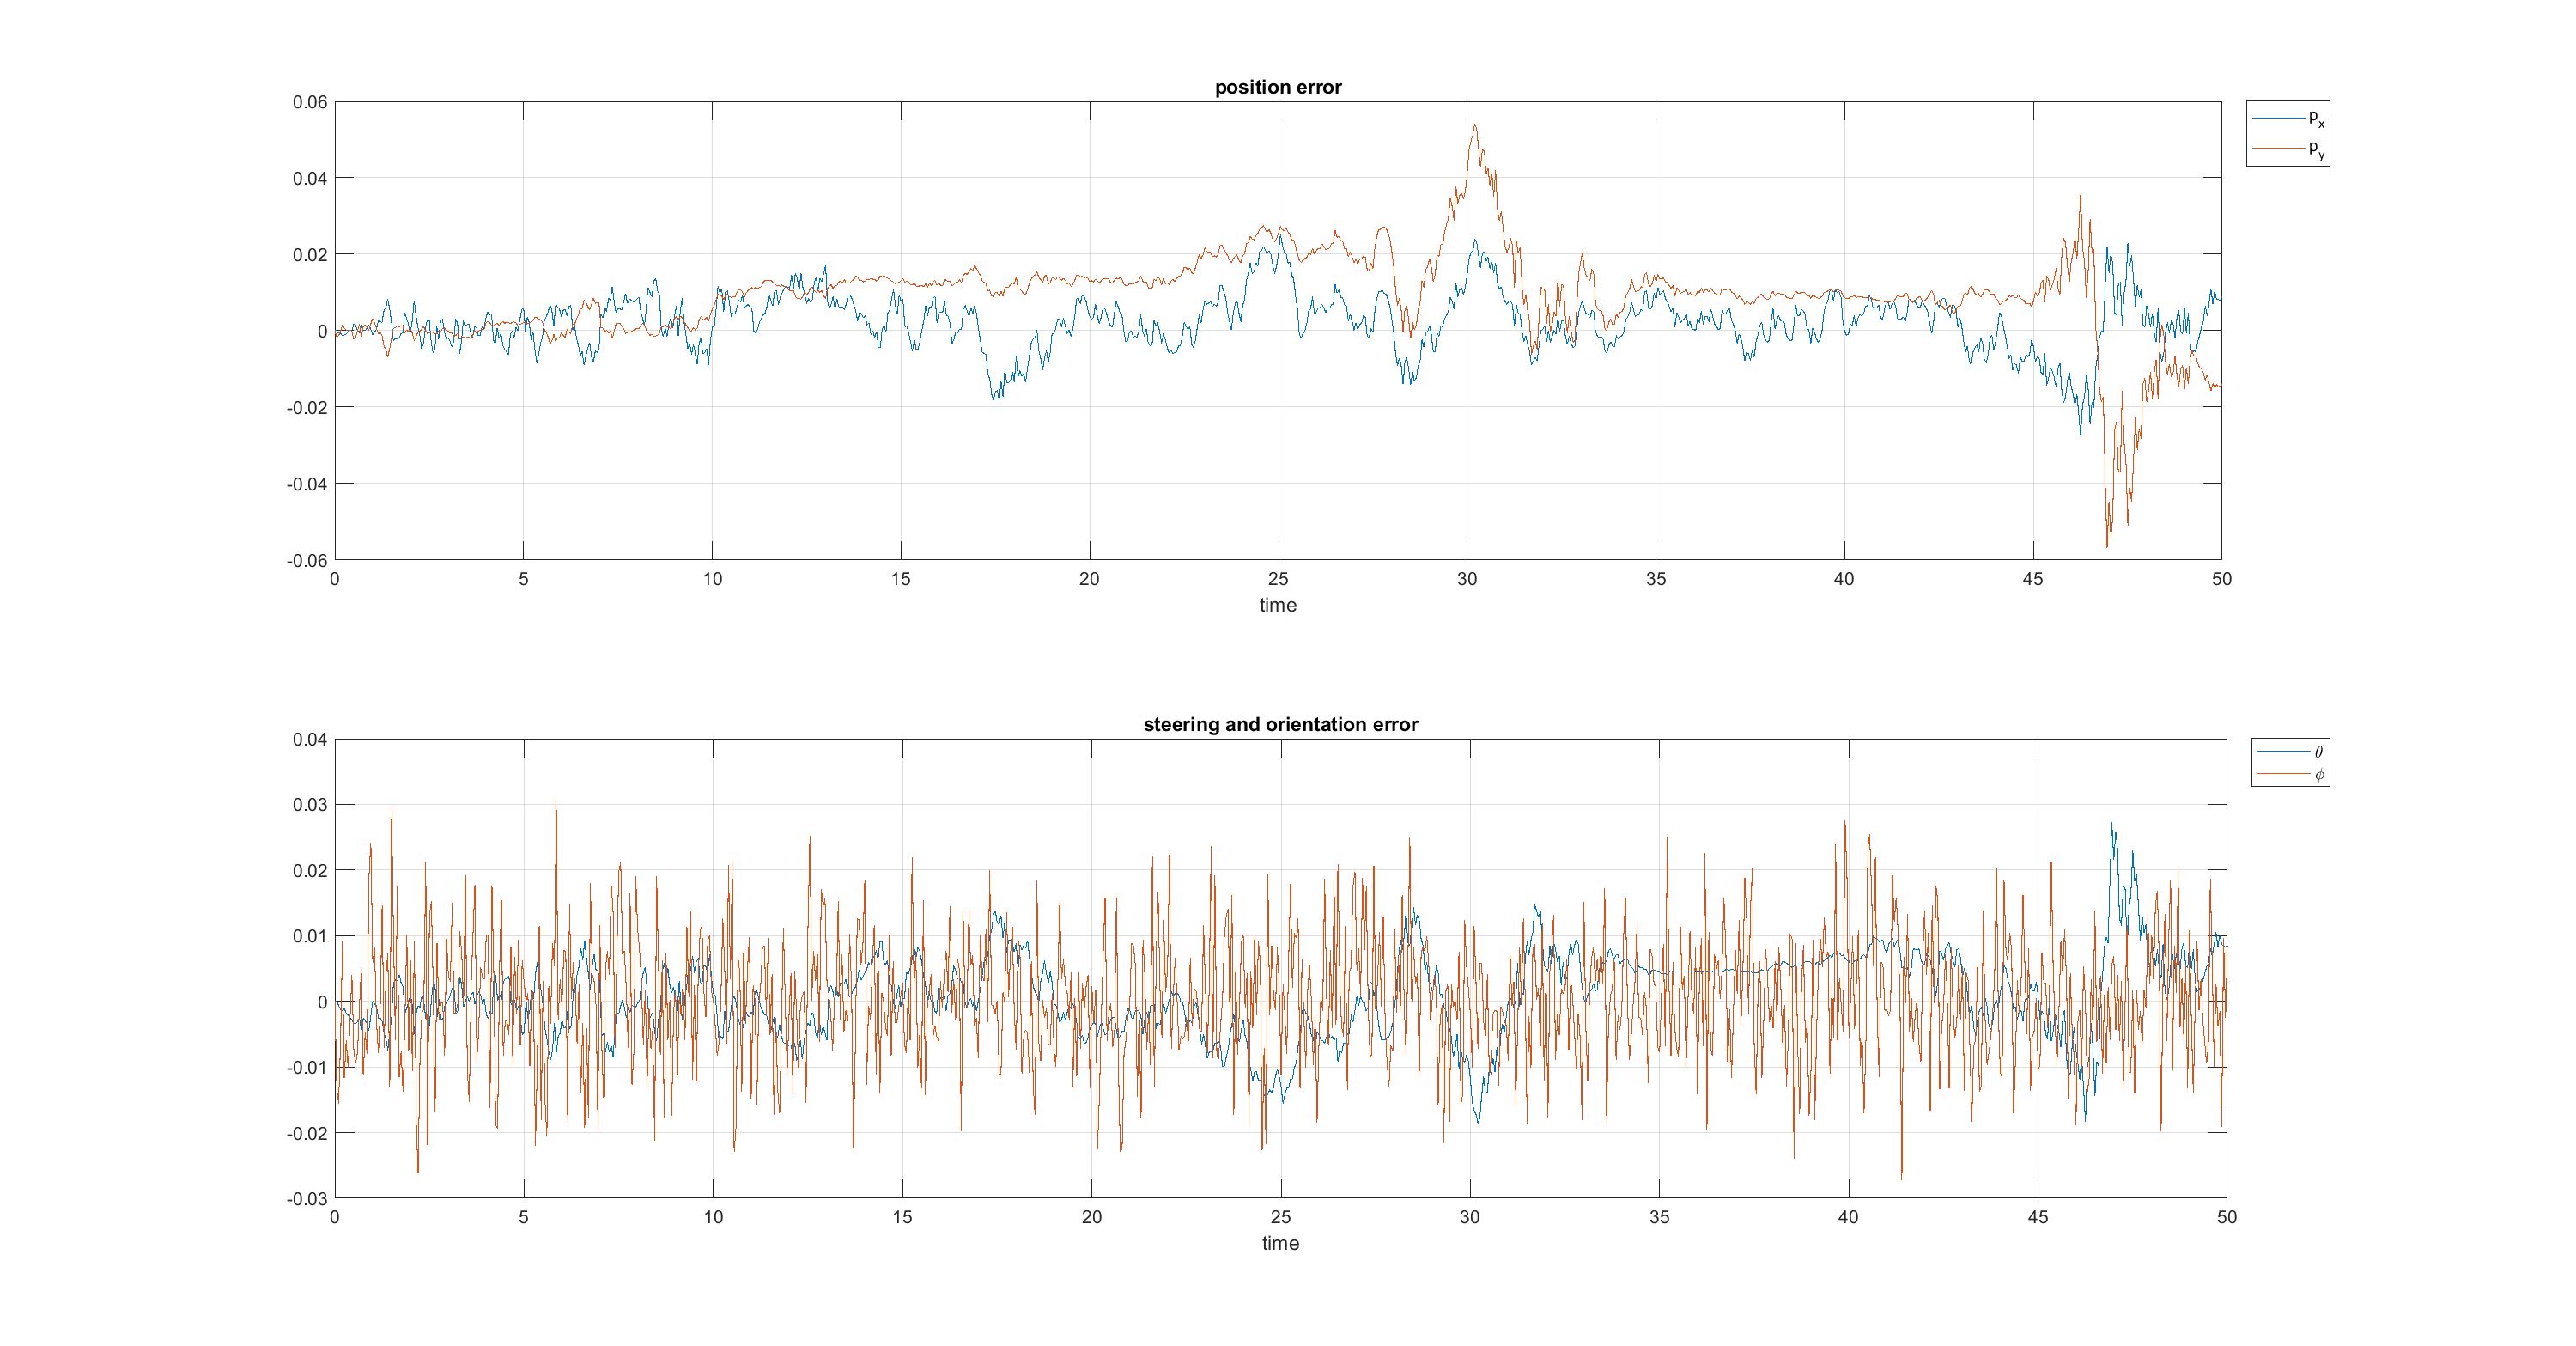 position error
0.06
0.04
0.02
0
-0.02
-0.04
-0.06
0 5 10 15 20 25 30 35 40 45 50
time
p_x
p_y
steering and orientation error
0.04
0.03
0.02
0.01
0
-0.01
-0.02
-0.03
0 5 10 15 20 25 30 35 40 45 50
time
θ
ϕ